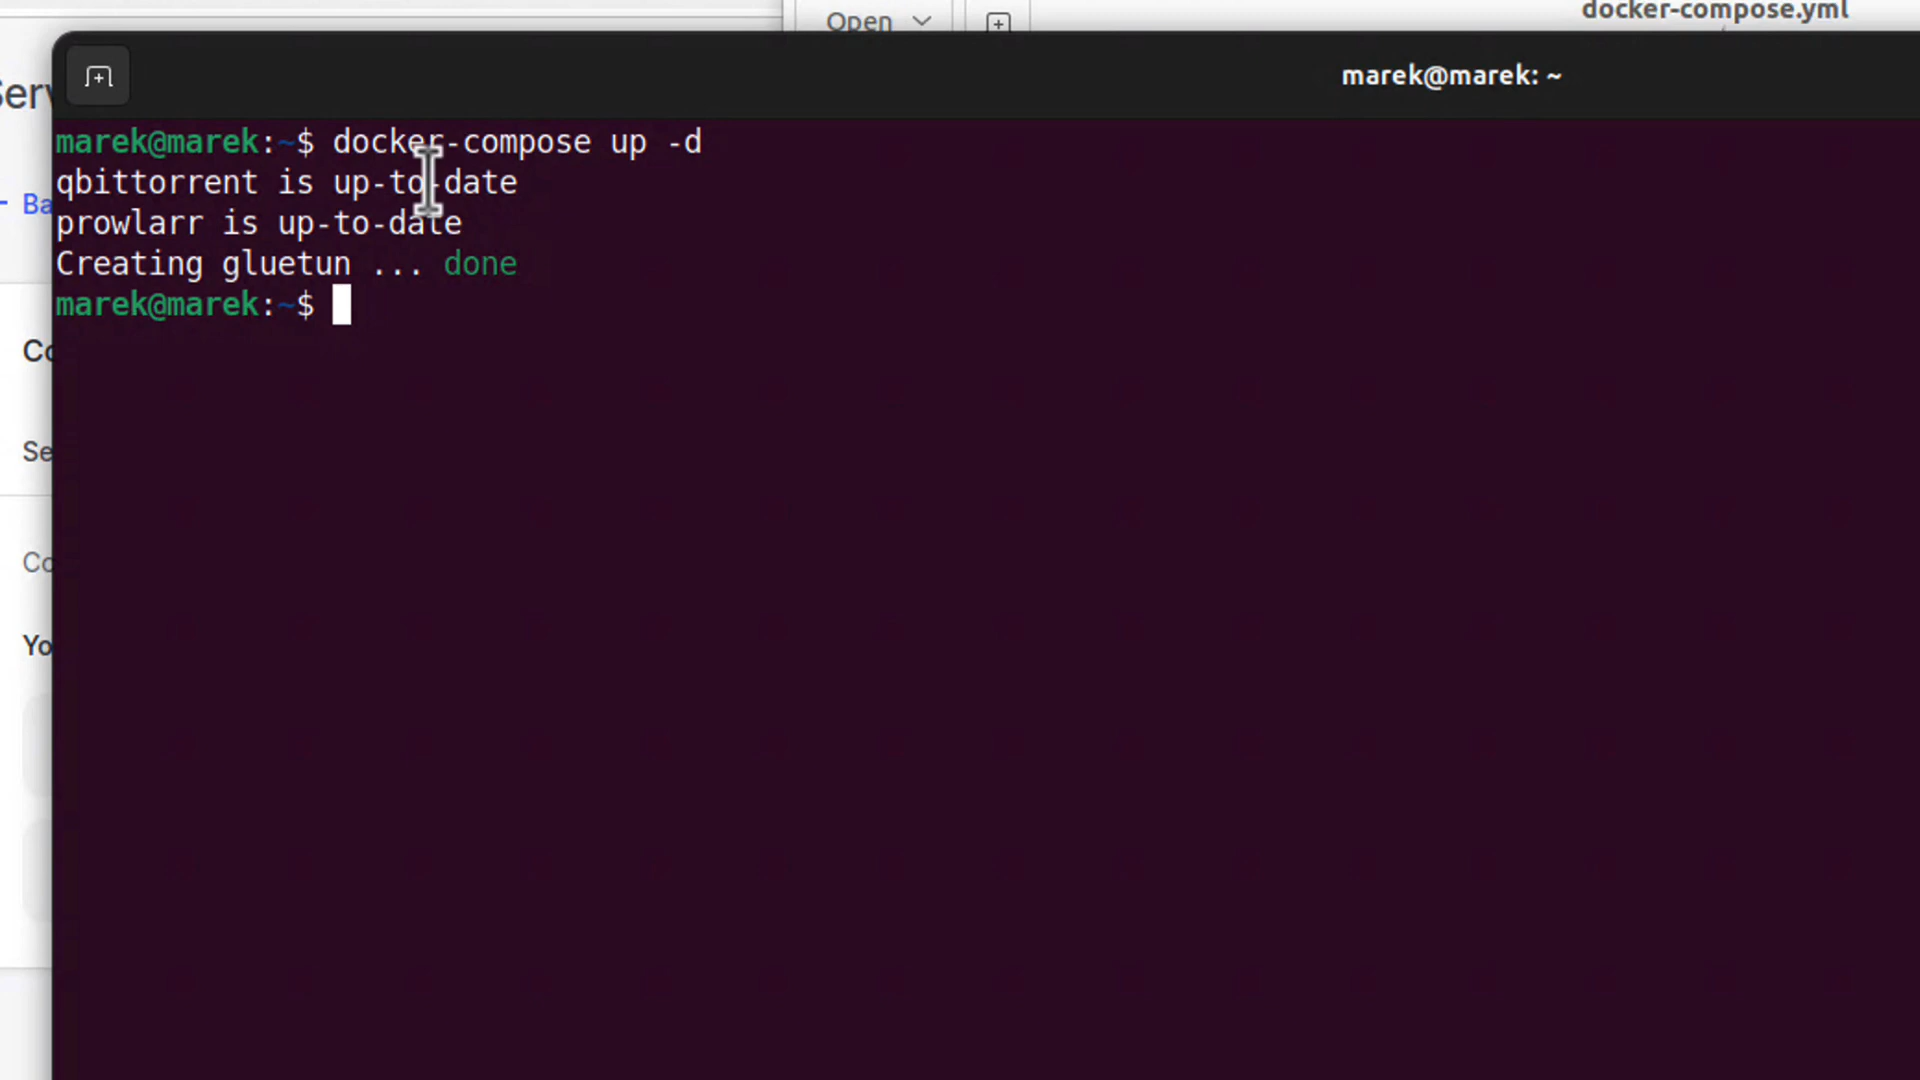 Open
docker-compose.yml
marek@marek: ~
marek@marek:~$ docker-compose up -d
qbittorrent is up-to-date
prowlarr is up-to-date
Creating gluetun ... done
marek@marek:~$